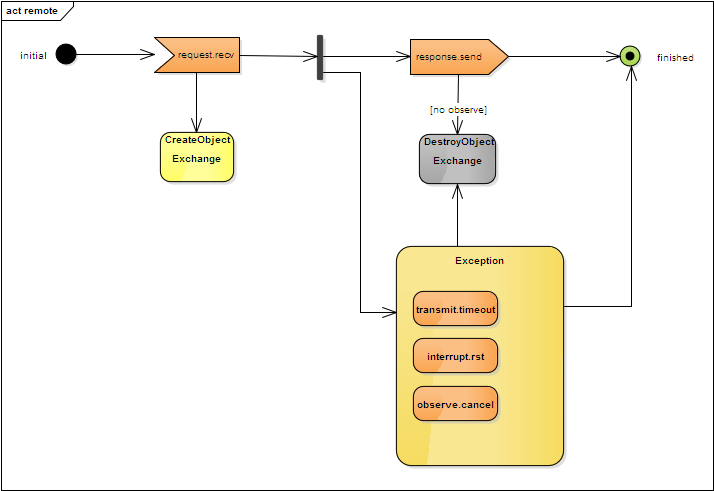 act remote
initial
request.recv
response.send
finished
[no observe]
CreateObject
Exchange
DestroyObject
Exchange
Exception
transmit.timeout
interrupt.rst
observe.cancel